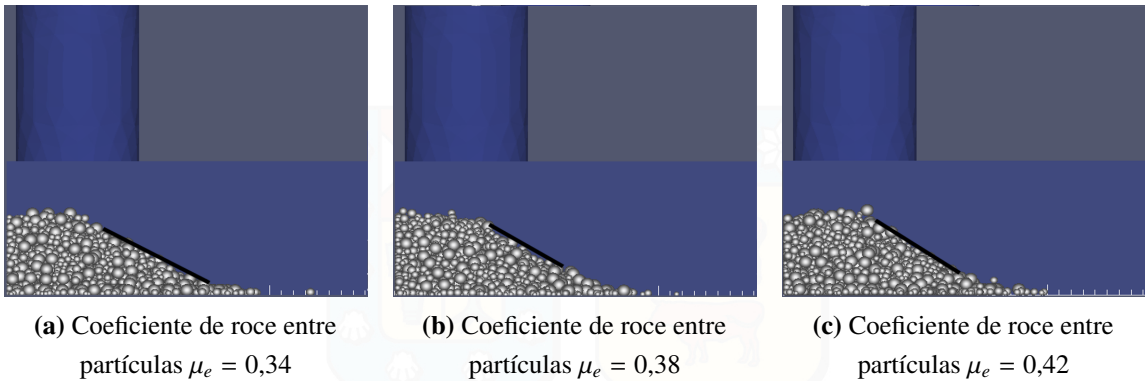 (a) Coeficiente de roce entre
partículas μₑ = 0,34
(b) Coeficiente de roce entre
partículas μₑ = 0,38
(c) Coeficiente de roce entre
partículas μₑ = 0,42